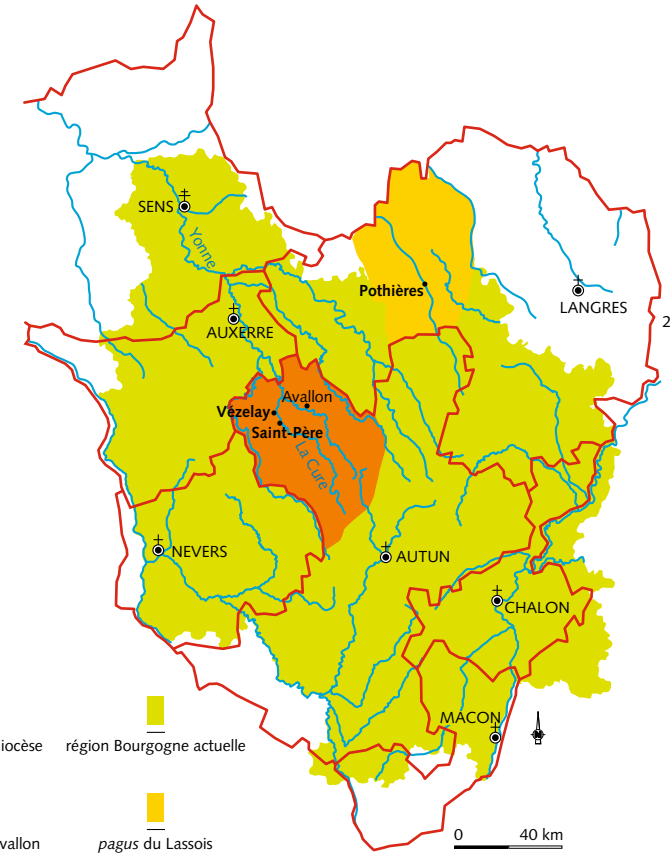 SENS
Yonne
Pothières
LANGRES
AUXERRE
2
Avallon
Vézelay
Saint-Père
La Cure
NEVERS
AUTUN
CHALON
MACON
iocèse région Bourgogne actuelle
0 40 km
vallon pagus du Lassois